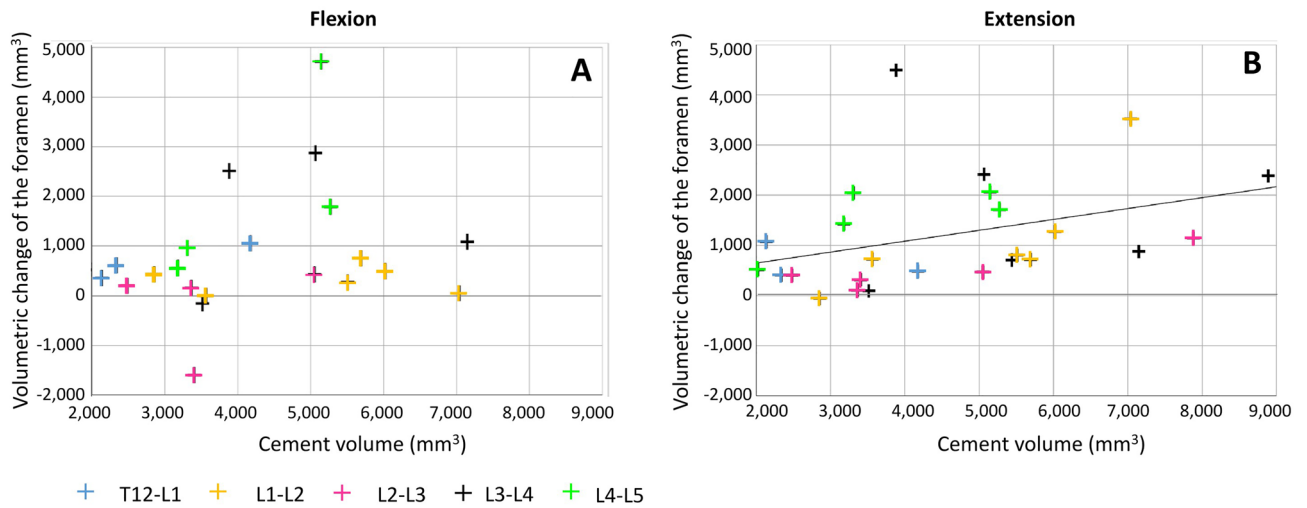 Flexion
Volumetric change of the foramen (mm³)
5,000
4,000
3,000
2,000
1,000
0
-1,000
-2,000
A
2,000 3,000 4,000 5,000 6,000 7,000 8,000 9,000
Cement volume (mm³)
Extension
Volumetric change of the foramen (mm³)
5,000
4,000
3,000
2,000
1,000
0
-1,000
-2,000
B
2,000 3,000 4,000 5,000 6,000 7,000 8,000 9,000
Cement volume (mm³)
T12-L1 L1-L2 L2-L3 L3-L4 L4-L5